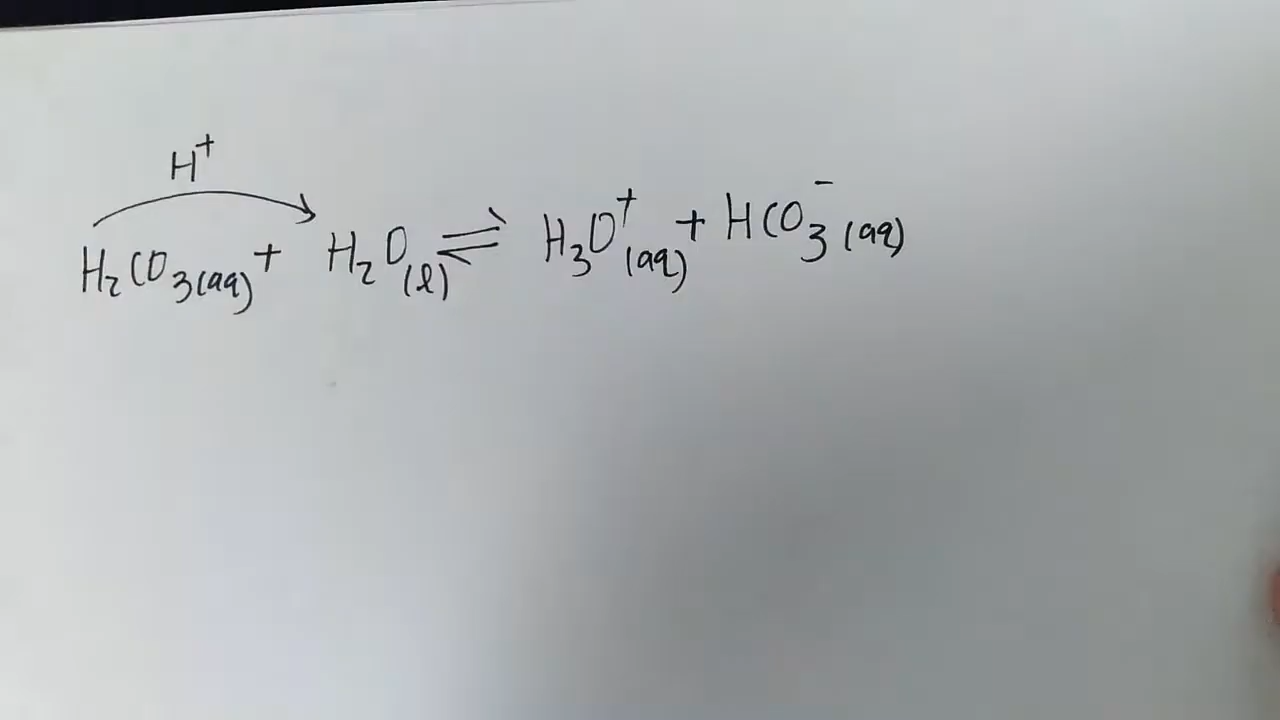 H⁺
H₂CO₃(aq) + H₂O(l) ⇌ H₃O⁺(aq) + HCO₃⁻(aq)